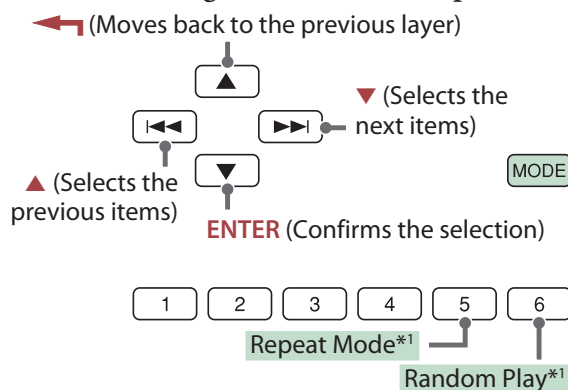 (Moves back to the previous layer)
▲
▼ (Selects the
next items)
▲ (Selects the
previous items)
▼
MODE
ENTER (Confirms the selection)
1 2 3 4 5 6
Repeat Mode*1
Random Play*1